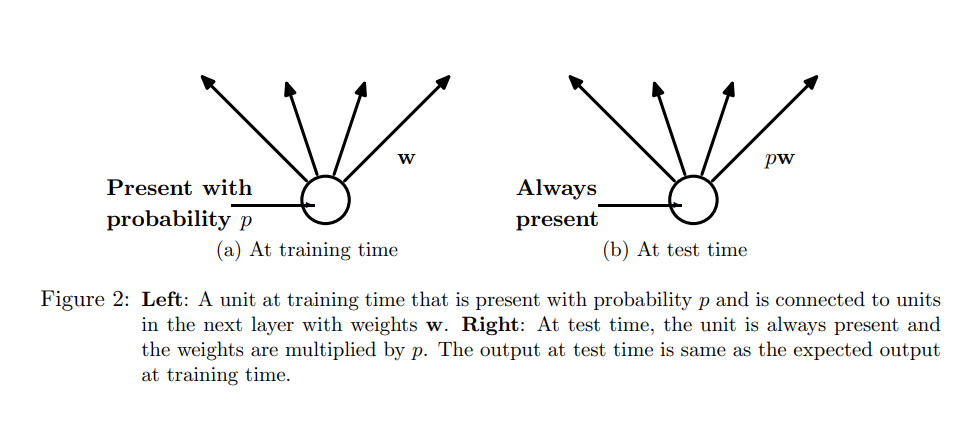 w
Present with
probability p
(a) At training time
pw
Always
present
(b) At test time
Figure 2: Left: A unit at training time that is present with probability p and is connected to units
in the next layer with weights w. Right: At test time, the unit is always present and
the weights are multiplied by p. The output at test time is same as the expected output
at training time.